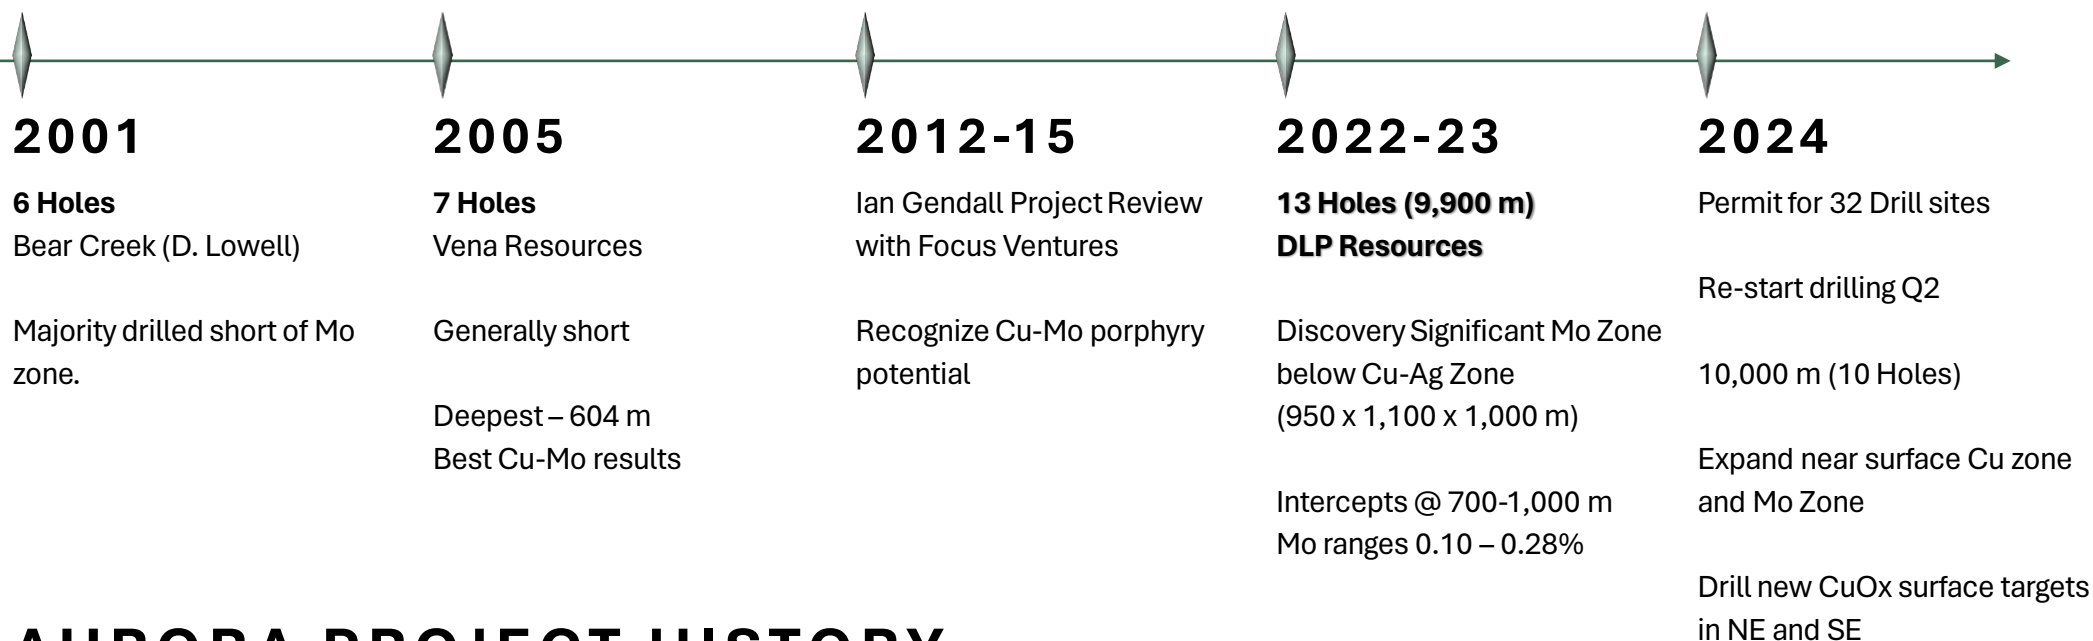 2001
6 Holes
Bear Creek (D. Lowell)
Majority drilled short of Mo
zone.
2005
7 Holes
Vena Resources
Generally short
Deepest – 604 m
Best Cu-Mo results
2012-15
Ian Gendall Project Review
with Focus Ventures
Recognize Cu-Mo porphyry
potential
2022-23
13 Holes (9,900 m)
DLP Resources
Discovery Significant Mo Zone
below Cu-Ag Zone
(950 x 1,100 x 1,000 m)
Intercepts @ 700-1,000 m
Mo ranges 0.10 – 0.28%
2024
Permit for 32 Drill sites
Re-start drilling Q2
10,000 m (10 Holes)
Expand near surface Cu zone
and Mo Zone
Drill new CuOx surface targets
in NE and SE
AURORA PROJECT HISTORY